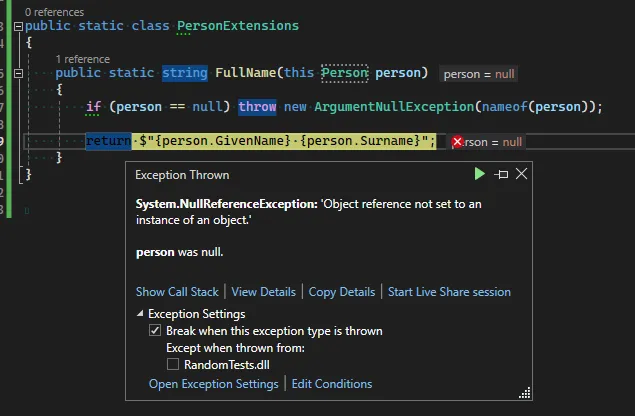 0 references
public static class PersonExtensions
{
1 reference
public static string FullName(this Person person) person = null
{
if (person == null) throw new ArgumentNullException(nameof(person));
return $"{person.GivenName} {person.Surname}"; rson = null
}
}
Exception Thrown
System.NullReferenceException: 'Object reference not set to an
instance of an object.'
person was null.
Show Call Stack | View Details | Copy Details | Start Live Share session
Exception Settings
Break when this exception type is thrown
Except when thrown from:
RandomTests.dll
Open Exception Settings | Edit Conditions